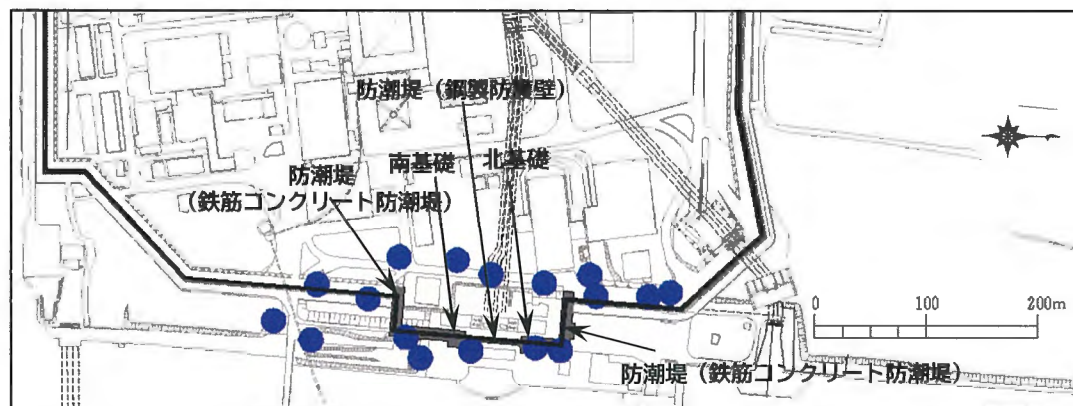 防潮堤（鋼製防護壁）
南基礎
北基礎
防潮堤
（鉄筋コンクリート防潮堤）
0 100 200m
防潮堤（鉄筋コンクリート防潮堤）